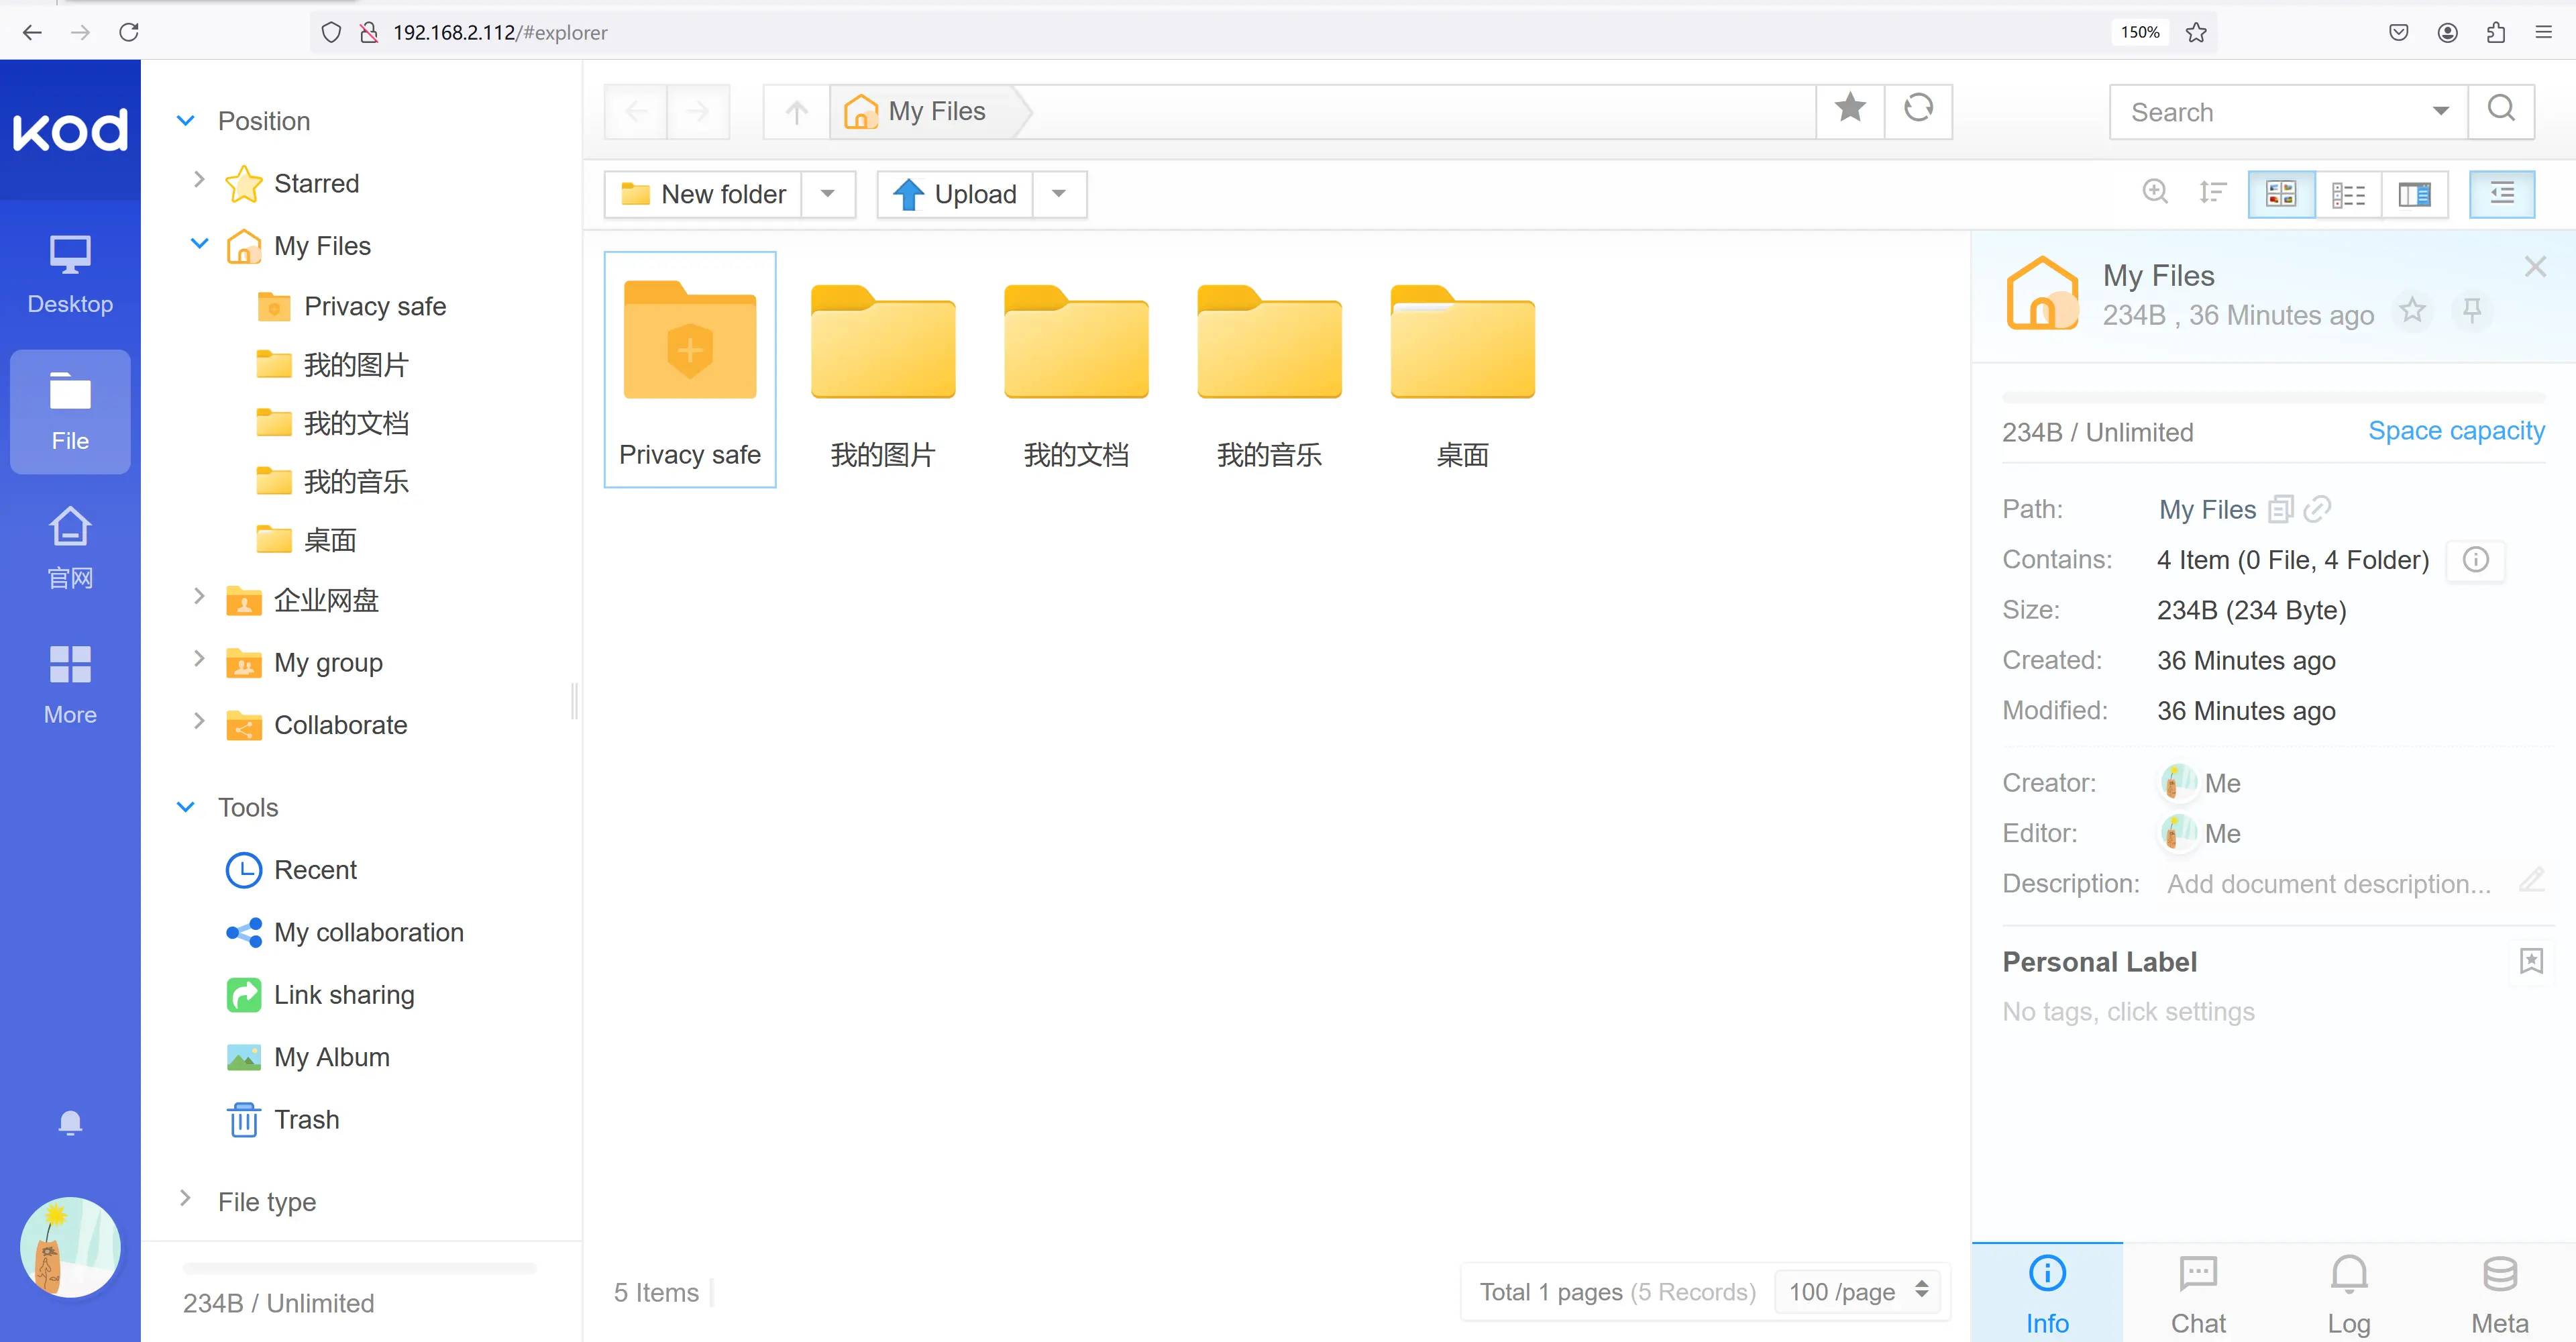 192.168.2.112/#explorer
150%
kod
Desktop
File
官网
More
Position
Starred
My Files
Privacy safe
我的图片
我的文档
我的音乐
桌面
企业网盘
My group
Collaborate
Tools
Recent
My collaboration
Link sharing
My Album
Trash
File type
234B / Unlimited
My Files
Search
New folder
Upload
Privacy safe
我的图片
我的文档
我的音乐
桌面
5 Items
Total 1 pages (5 Records)
100 /page
My Files
234B , 36 Minutes ago
234B / Unlimited
Space capacity
Path: My Files
Contains: 4 Item (0 File, 4 Folder)
Size: 234B (234 Byte)
Created: 36 Minutes ago
Modified: 36 Minutes ago
Creator: Me
Editor: Me
Description: Add document description...
Personal Label
No tags, click settings
Info
Chat
Log
Meta